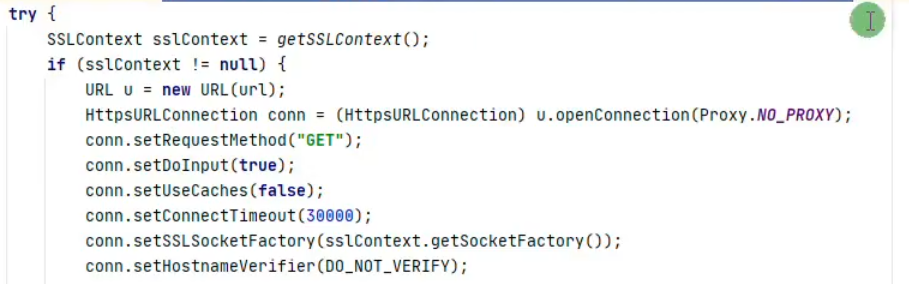 try {
SSLContext sslContext = getSSLContext();
if (sslContext != null) {
URL u = new URL(url);
HttpsURLConnection conn = (HttpsURLConnection) u.openConnection(Proxy.NO_PROXY);
conn.setRequestMethod("GET");
conn.setDoInput(true);
conn.setUseCaches(false);
conn.setConnectTimeout(30000);
conn.setSSLSocketFactory(sslContext.getSocketFactory());
conn.setHostnameVerifier(DO_NOT_VERIFY);